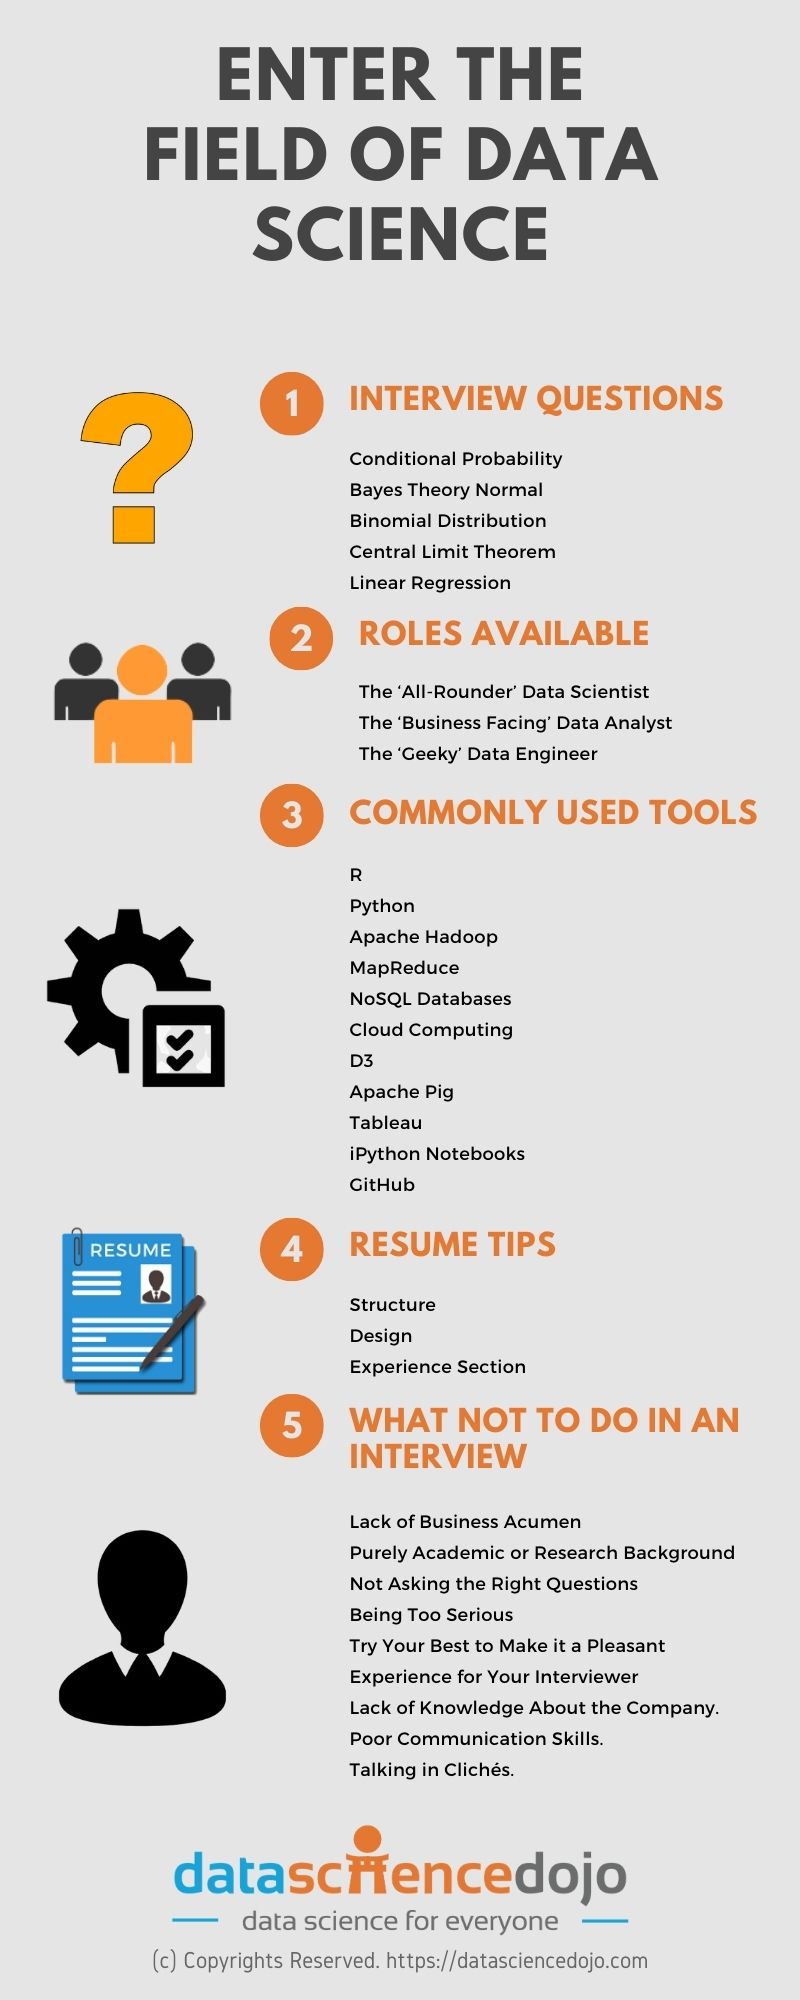 ENTER THE
FIELD OF DATA
SCIENCE
1
INTERVIEW QUESTIONS
Conditional Probability
Bayes Theory Normal
Binomial Distribution
Central Limit Theorem
Linear Regression
2
ROLES AVAILABLE
The ‘All-Rounder’ Data Scientist
The ‘Business Facing’ Data Analyst
The ‘Geeky’ Data Engineer
3
COMMONLY USED TOOLS
R
Python
Apache Hadoop
MapReduce
NoSQL Databases
Cloud Computing
D3
Apache Pig
Tableau
iPython Notebooks
GitHub
RESUME
4
RESUME TIPS
Structure
Design
Experience Section
5
WHAT NOT TO DO IN AN
INTERVIEW
Lack of Business Acumen
Purely Academic or Research Background
Not Asking the Right Questions
Being Too Serious
Try Your Best to Make it a Pleasant
Experience for Your Interviewer
Lack of Knowledge About the Company.
Poor Communication Skills.
Talking in Clichés.
datasciencedojo
data science for everyone
(c) Copyrights Reserved. https://datasciencedojo.com